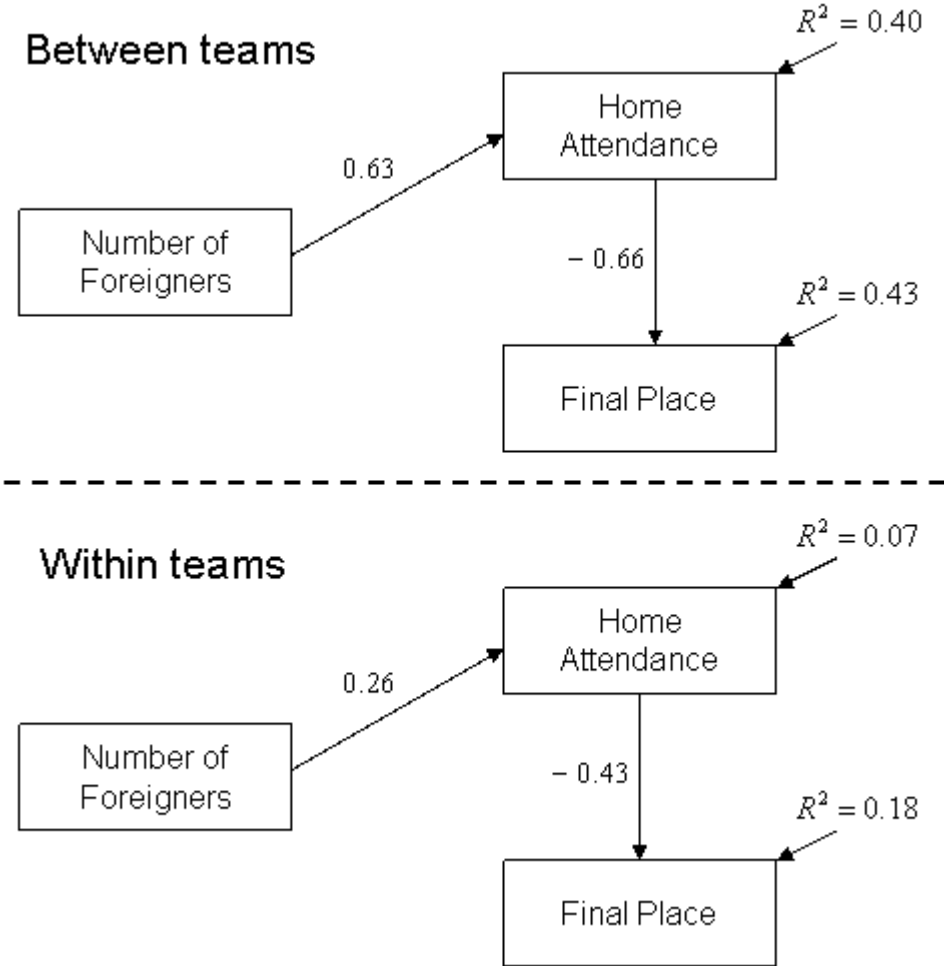 R² = 0.40
Between teams
Home
Attendance
0.63
Number of
Foreigners
− 0.66
R² = 0.43
Final Place
R² = 0.07
Within teams
Home
Attendance
0.26
Number of
Foreigners
− 0.43
R² = 0.18
Final Place